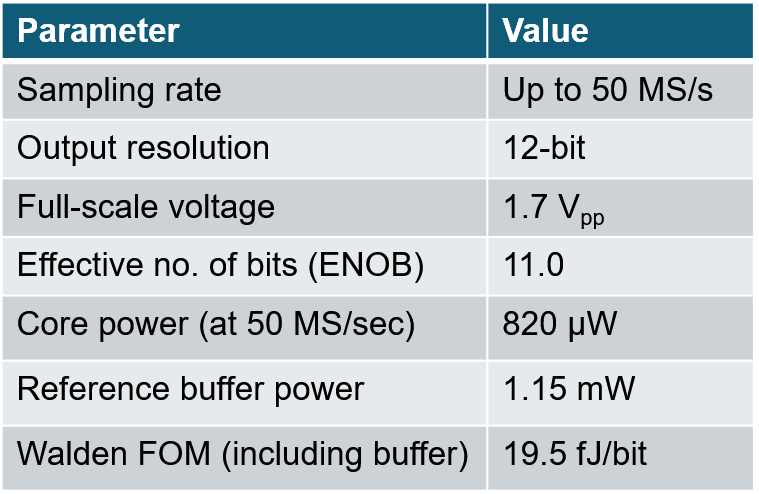 Parameter Value
Sampling rate Up to 50 MS/s
Output resolution 12-bit
Full-scale voltage 1.7 Vpp
Effective no. of bits (ENOB) 11.0
Core power (at 50 MS/sec) 820 µW
Reference buffer power 1.15 mW
Walden FOM (including buffer) 19.5 fJ/bit